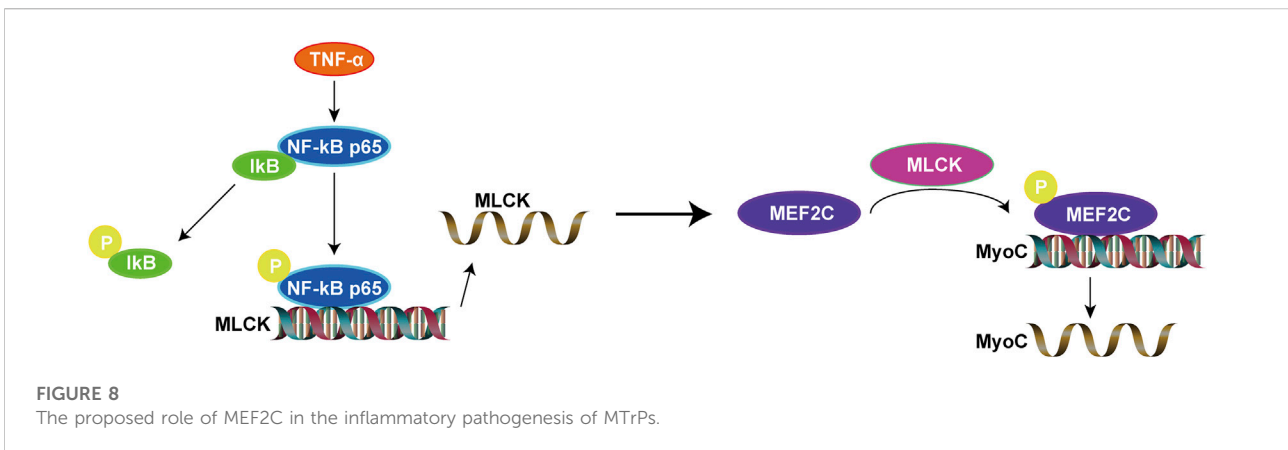 TNF-α
NF-kB p65
IkB
P
IkB
P
NF-kB p65
MLCK
MLCK
MEF2C
MLCK
P
MEF2C
MyoC
MyoC
FIGURE 8
The proposed role of MEF2C in the inflammatory pathogenesis of MTrPs.